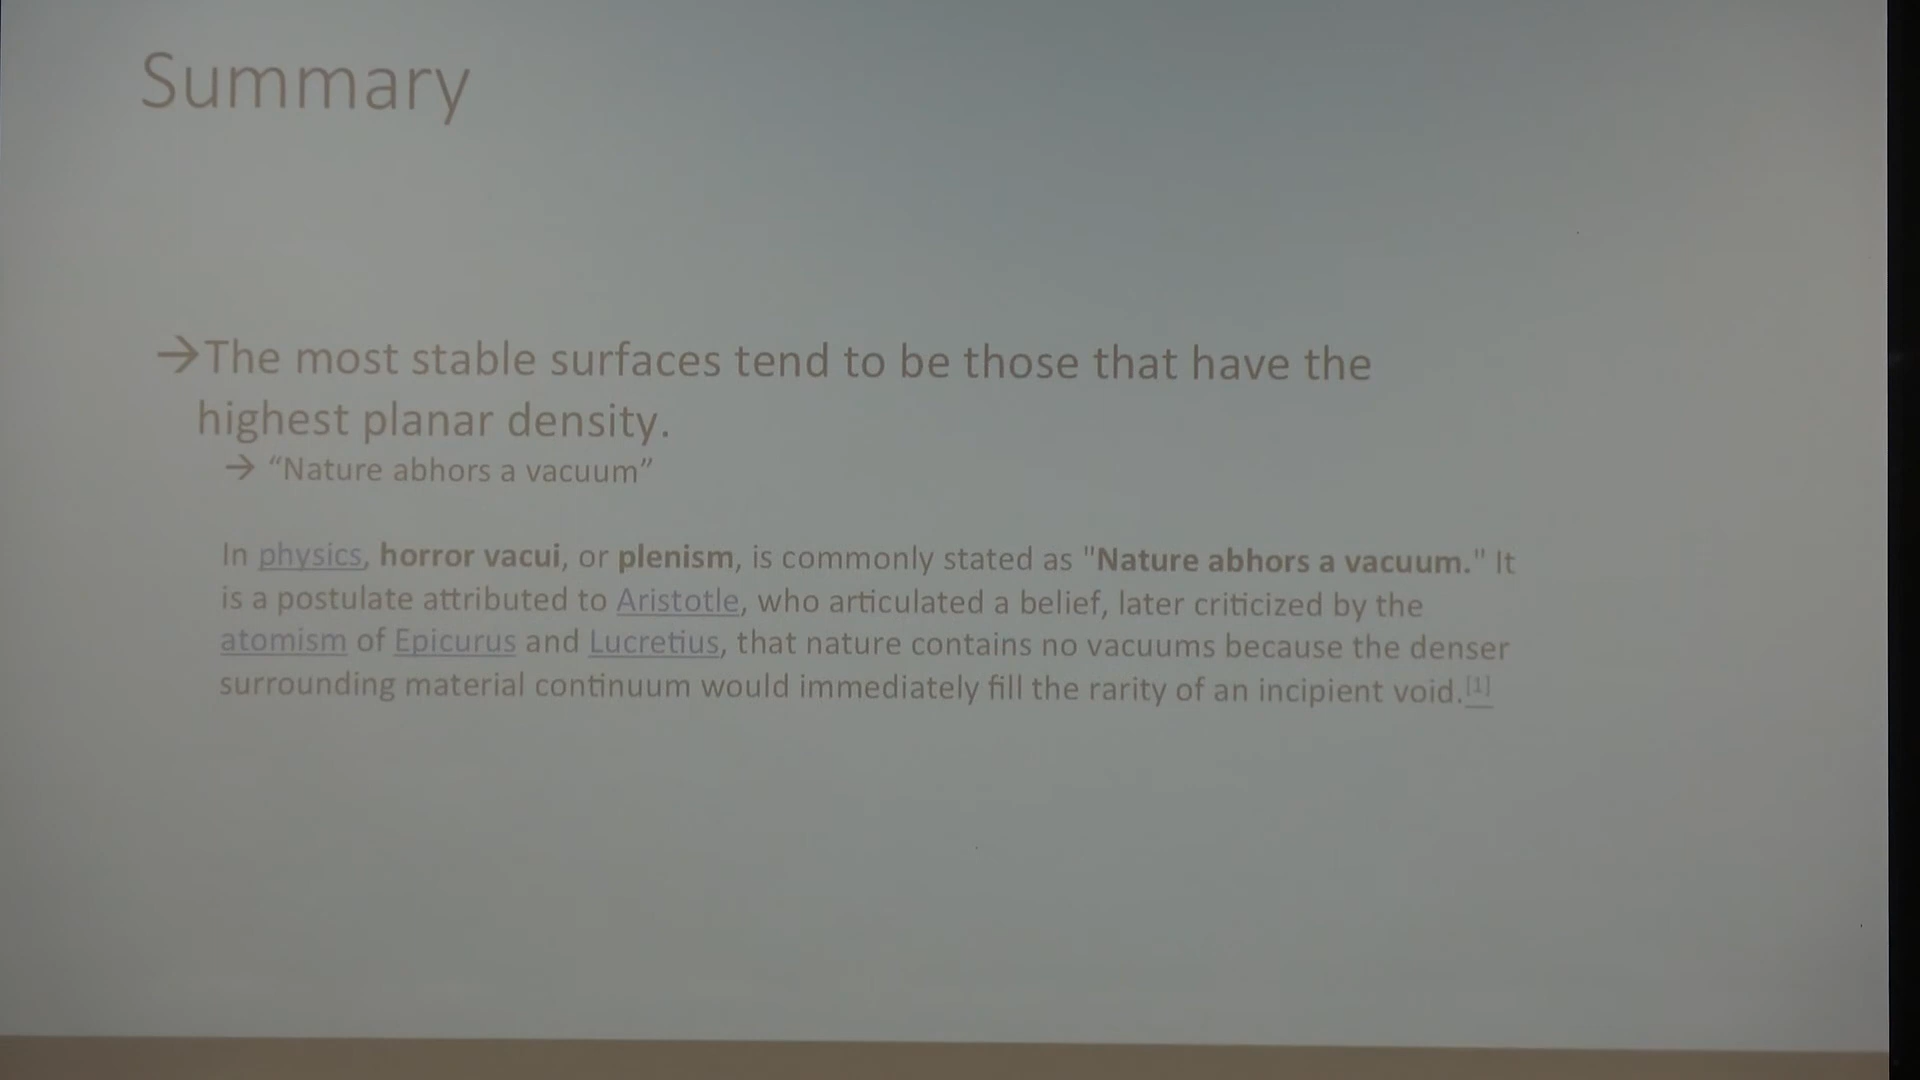 Summary
→The most stable surfaces tend to be those that have the
highest planar density.
→ “Nature abhors a vacuum”
In physics, horror vacui, or plenism, is commonly stated as "Nature abhors a vacuum." It
is a postulate attributed to Aristotle, who articulated a belief, later criticized by the
atomism of Epicurus and Lucretius, that nature contains no vacuums because the denser
surrounding material continuum would immediately fill the rarity of an incipient void.[1]